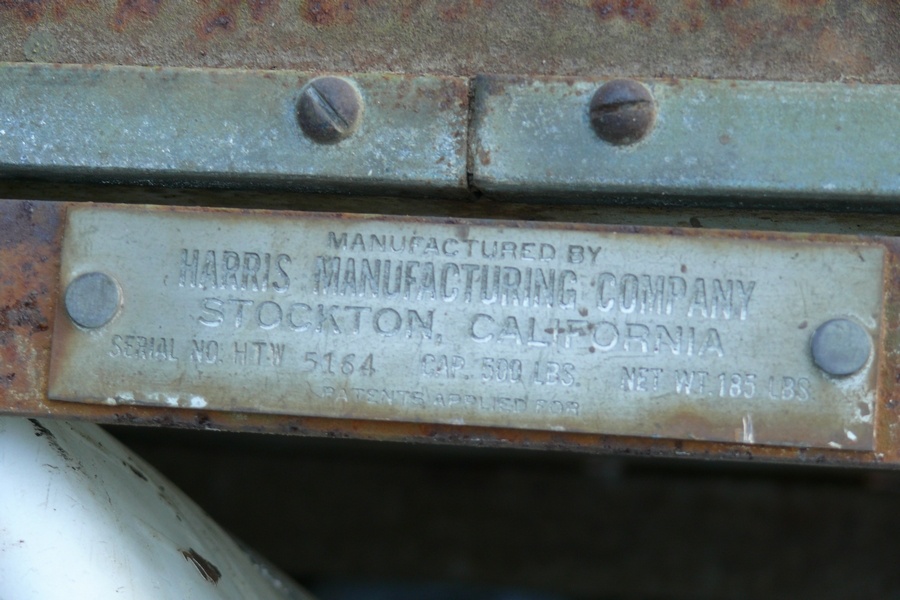 MANUFACTURED BY
HARRIS MANUFACTURING COMPANY
STOCKTON, CALIFORNIA
SERIAL NO. H.T.W 5164 CAP. 500 LBS. NET WT. 185 LBS.
PATENTS APPLIED FOR